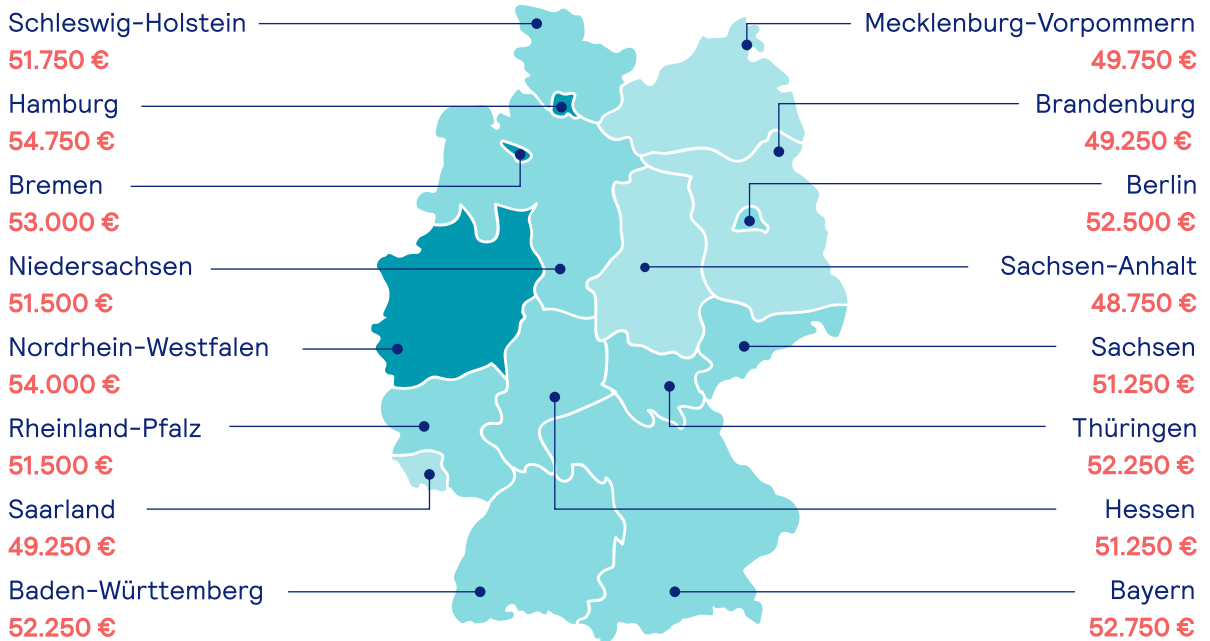 Schleswig-Holstein
51.750 €
Hamburg
54.750 €
Bremen
53.000 €
Niedersachsen
51.500 €
Nordrhein-Westfalen
54.000 €
Rheinland-Pfalz
51.500 €
Saarland
49.250 €
Baden-Württemberg
52.250 €
Mecklenburg-Vorpommern
49.750 €
Brandenburg
49.250 €
Berlin
52.500 €
Sachsen-Anhalt
48.750 €
Sachsen
51.250 €
Thüringen
52.250 €
Hessen
51.250 €
Bayern
52.750 €